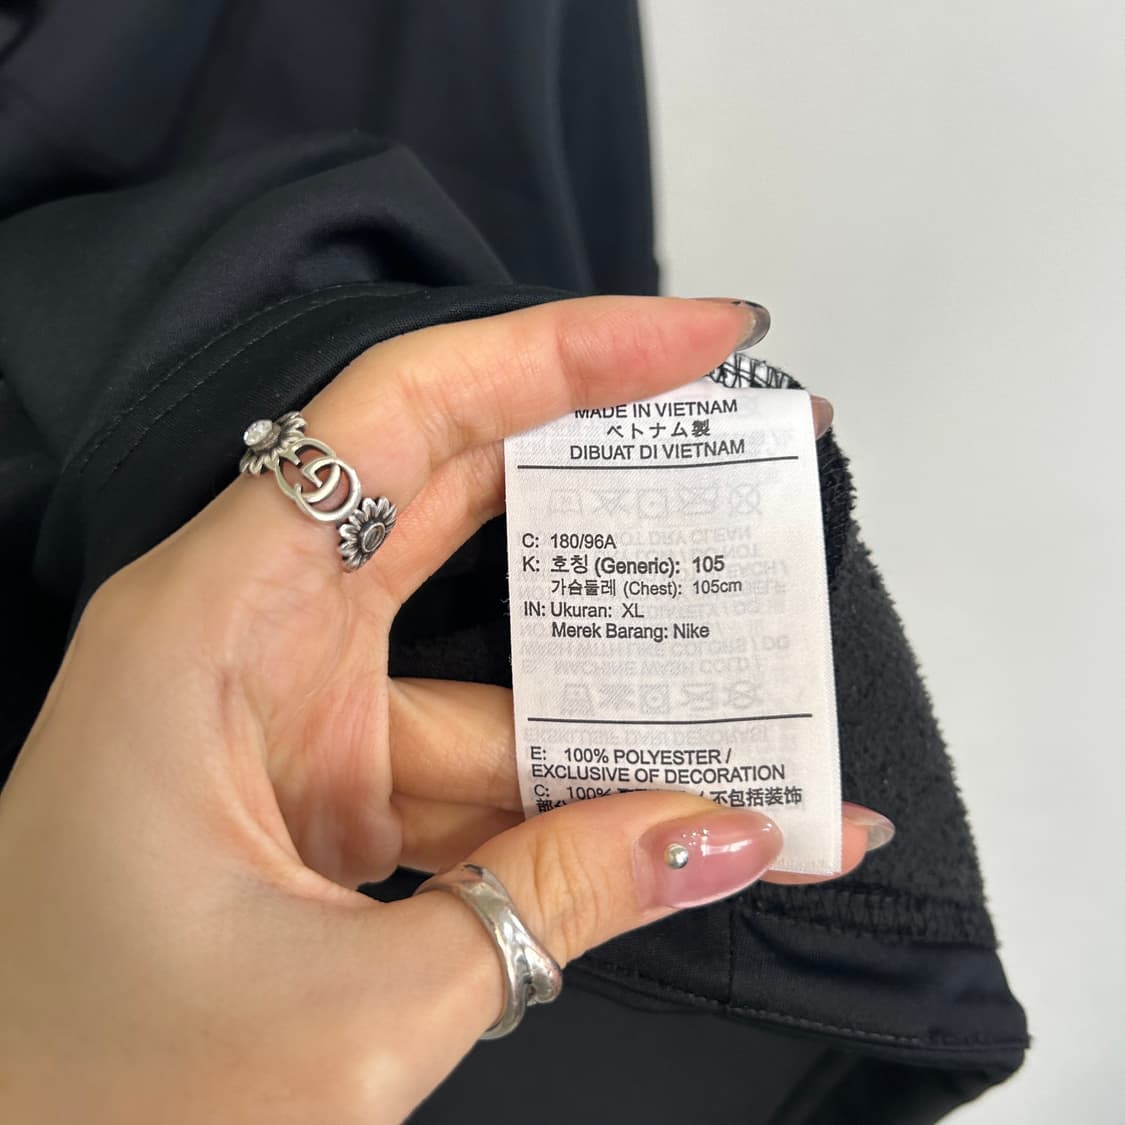 MADE IN VIETNAM
ベトナム製
DIBUAT DI VIETNAM
C: 180/96A
K: 호칭 (Generic): 105
가슴둘레 (Chest): 105cm
IN: Ukuran: XL
Merek Barang: Nike
E: 100% POLYESTER /
EXCLUSIVE OF DECORATION
C: 100% / 不包括装饰
部